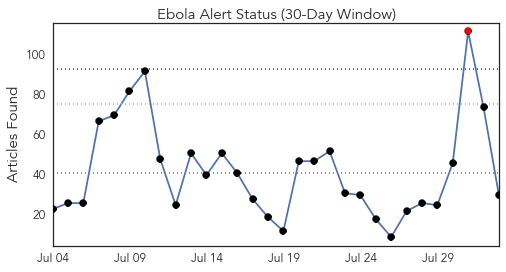 Ebola Alert Status (30-Day Window)
Articles Found
100
80
60
40
20
Jul 04 Jul 09 Jul 14 Jul 19 Jul 24 Jul 29